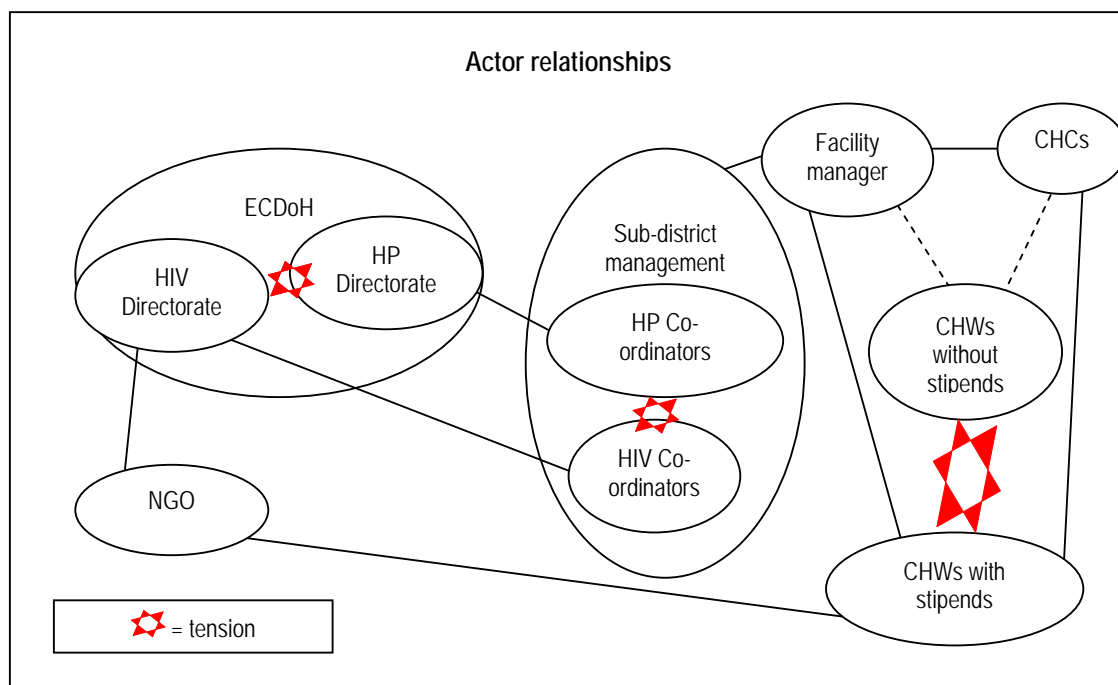 Actor relationships
ECDoH
HIV
Directorate
HP
Directorate
NGO
Sub-district
management
HP Co-
ordinators
HIV Co-
ordinators
Facility
manager
CHCs
CHWs
without
stipends
CHWs with
stipends
= tension